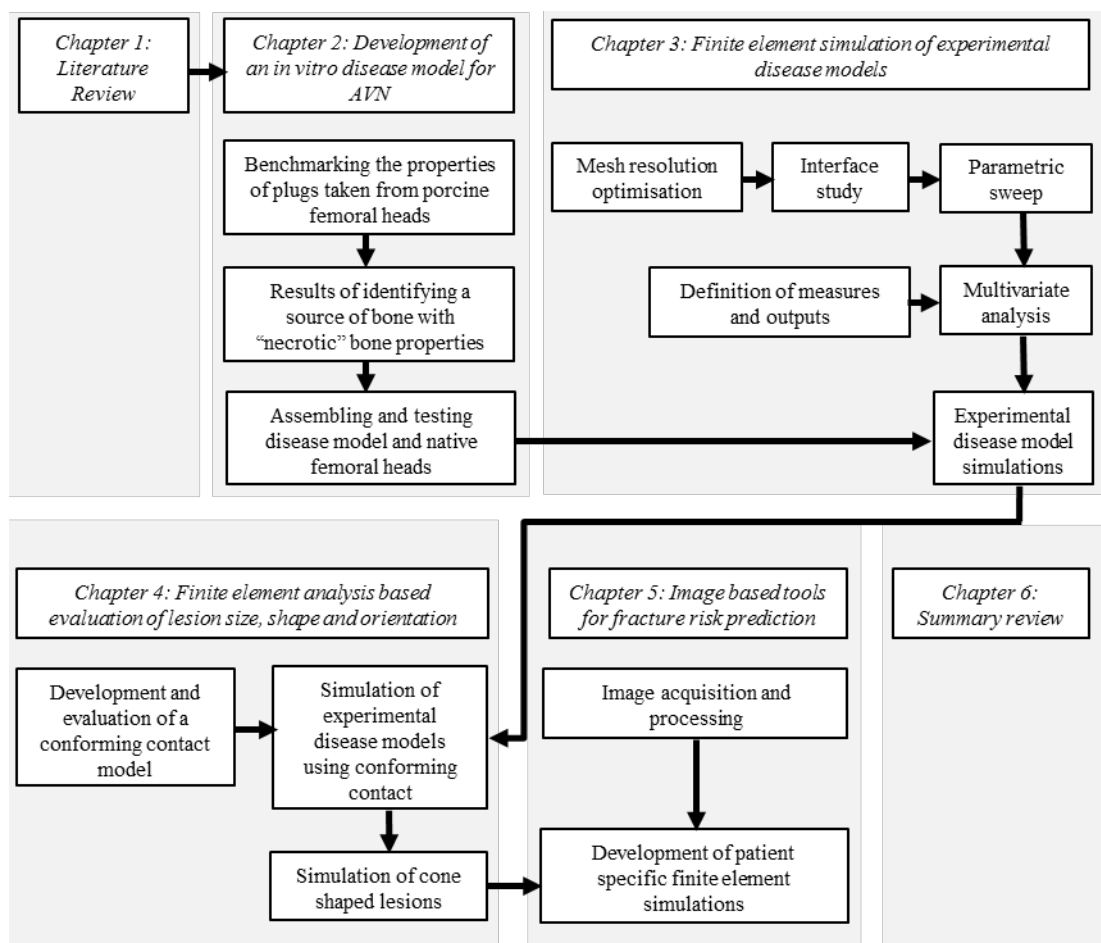 Chapter 1:
Literature
Review
Chapter 2: Development of
an in vitro disease model for
AVN
Benchmarking the properties
of plugs taken from porcine
femoral heads
Results of identifying a
source of bone with
“necrotic” bone properties
Assembling and testing
disease model and native
femoral heads
Chapter 3: Finite element simulation of experimental
disease models
Mesh resolution
optimisation
Interface
study
Parametric
sweep
Definition of measures
and outputs
Multivariate
analysis
Experimental
disease model
simulations
Chapter 4: Finite element analysis based
evaluation of lesion size, shape and orientation
Development and
evaluation of a
conforming contact
model
Simulation of
experimental
disease models
using conforming
contact
Simulation of cone
shaped lesions
Chapter 5: Image based tools
for fracture risk prediction
Image acquisition and
processing
Development of patient
specific finite element
simulations
Chapter 6:
Summary review